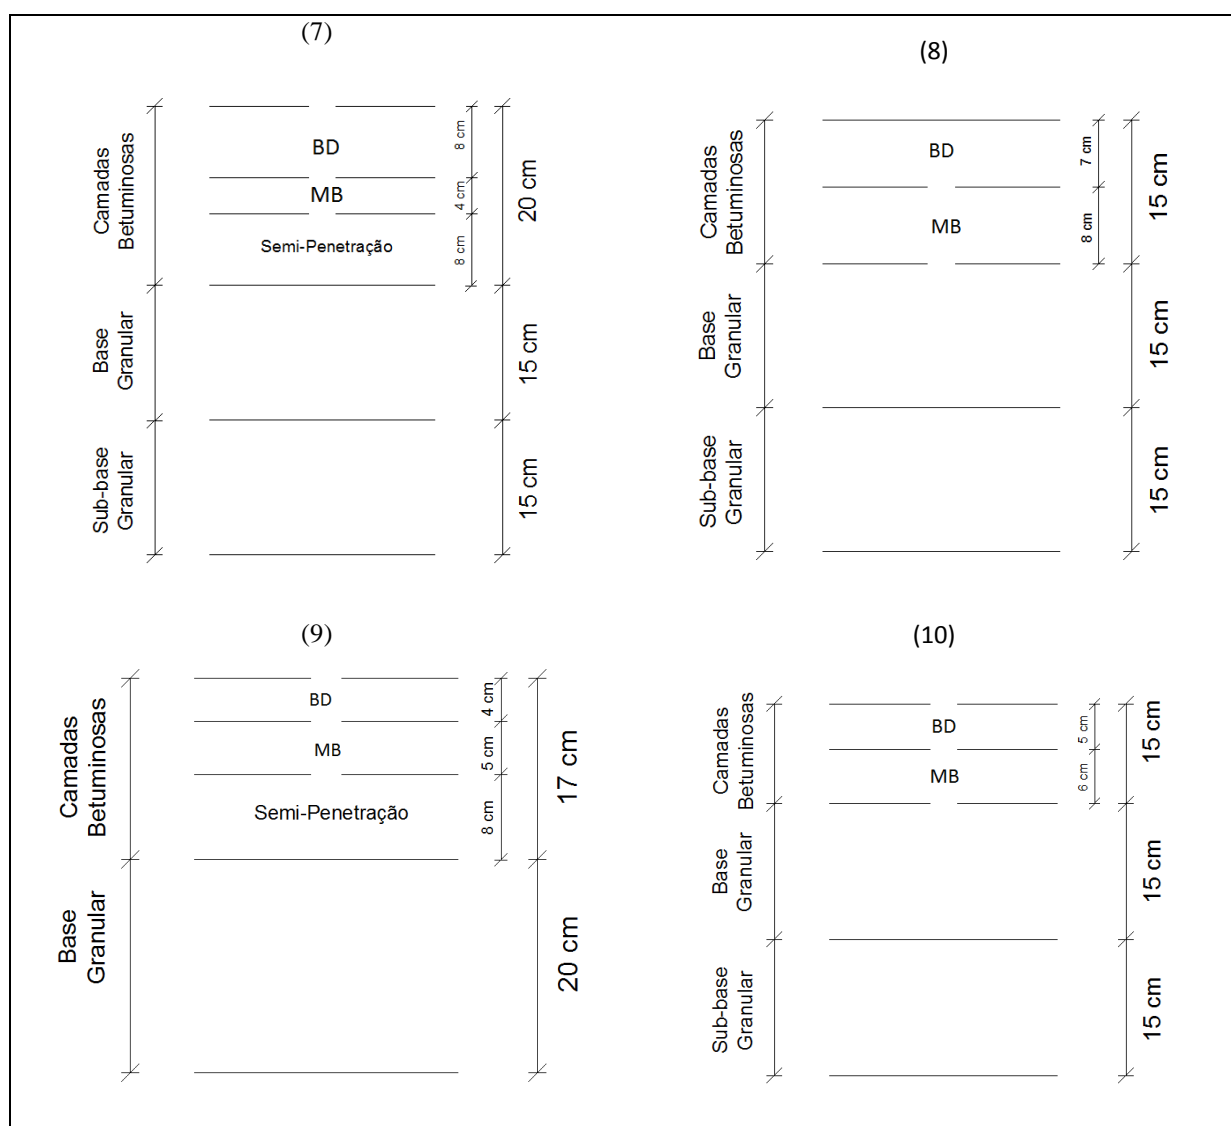 (7)
Camadas
Betuminosas
BD
8 cm
MB
4 cm
Semi-Penetração
8 cm
20 cm
Base
Granular
15 cm
Sub-base
Granular
15 cm
(8)
Camadas
Betuminosas
BD
7 cm
MB
8 cm
15 cm
Base
Granular
15 cm
Sub-base
Granular
15 cm
(9)
Camadas
Betuminosas
BD
4 cm
MB
5 cm
Semi-Penetração
8 cm
17 cm
Base
Granular
20 cm
(10)
Camadas
Betuminosas
BD
5 cm
MB
6 cm
15 cm
Base
Granular
15 cm
Sub-base
Granular
15 cm